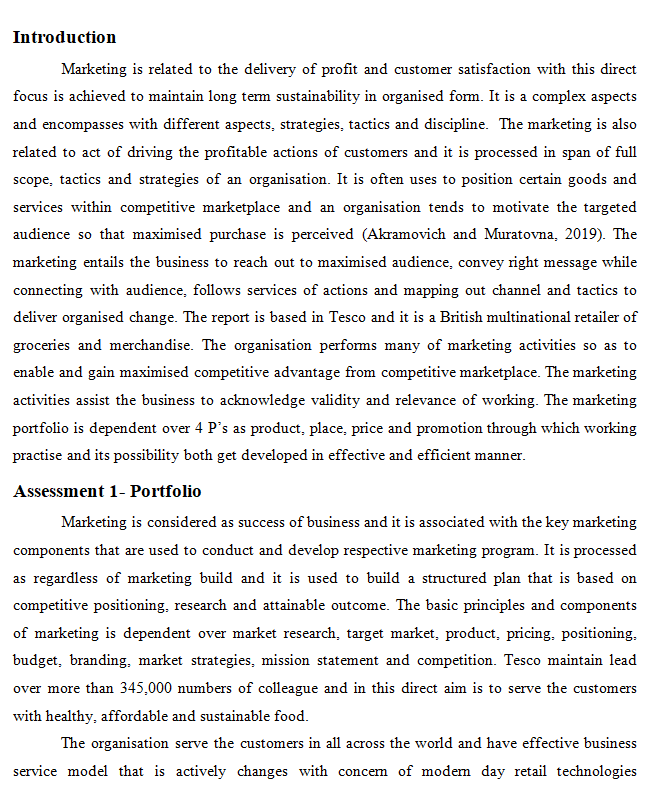 Introduction
Marketing is related to the delivery of profit and customer satisfaction with this direct
focus is achieved to maintain long term sustainability in organised form. It is a complex aspects
and encompasses with different aspects, strategies, tactics and discipline. The marketing is also
related to act of driving the profitable actions of customers and it is processed in span of full
scope, tactics and strategies of an organisation. It is often uses to position certain goods and
services within competitive marketplace and an organisation tends to motivate the targeted
audience so that maximised purchase is perceived (Akramovich and Muratovna, 2019). The
marketing entails the business to reach out to maximised audience, convey right message while
connecting with audience, follows services of actions and mapping out channel and tactics to
deliver organised change. The report is based in Tesco and it is a British multinational retailer of
groceries and merchandise. The organisation performs many of marketing activities so as to
enable and gain maximised competitive advantage from competitive marketplace. The marketing
activities assist the business to acknowledge validity and relevance of working. The marketing
portfolio is dependent over 4 P's as product, place, price and promotion through which working
practise and its possibility both get developed in effective and efficient manner.
Assessment 1- Portfolio
Marketing is considered as success of business and it is associated with the key marketing
components that are used to conduct and develop respective marketing program. It is processed
as regardless of marketing build and it is used to build a structured plan that is based on
competitive positioning, research and attainable outcome. The basic principles and components
of marketing is dependent over market research, target market, product, pricing, positioning,
budget, branding, market strategies, mission statement and competition. Tesco maintain lead
over more than 345,000 numbers of colleague and in this direct aim is to serve the customers
with healthy, affordable and sustainable food.
The organisation serve the customers in all across the world and have effective business
service model that is actively changes with concern of modern day retail technologies